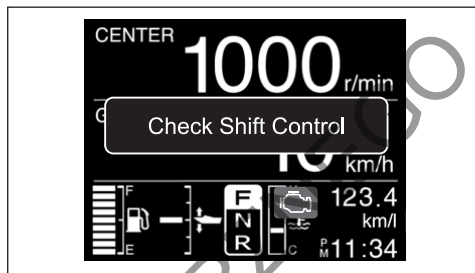 CENTER
1000 r/min
Check Shift Control
km/h
F
E
F
N
R
C
123.4
km/l
PM 11:34